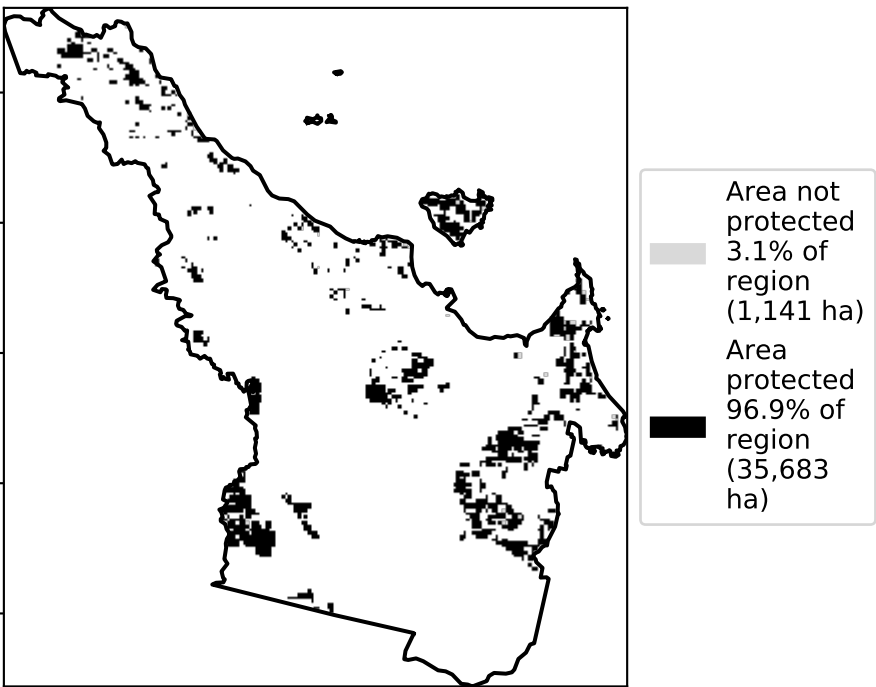 Area not
protected
3.1% of
region
(1,141 ha)
Area
protected
96.9% of
region
(35,683
ha)